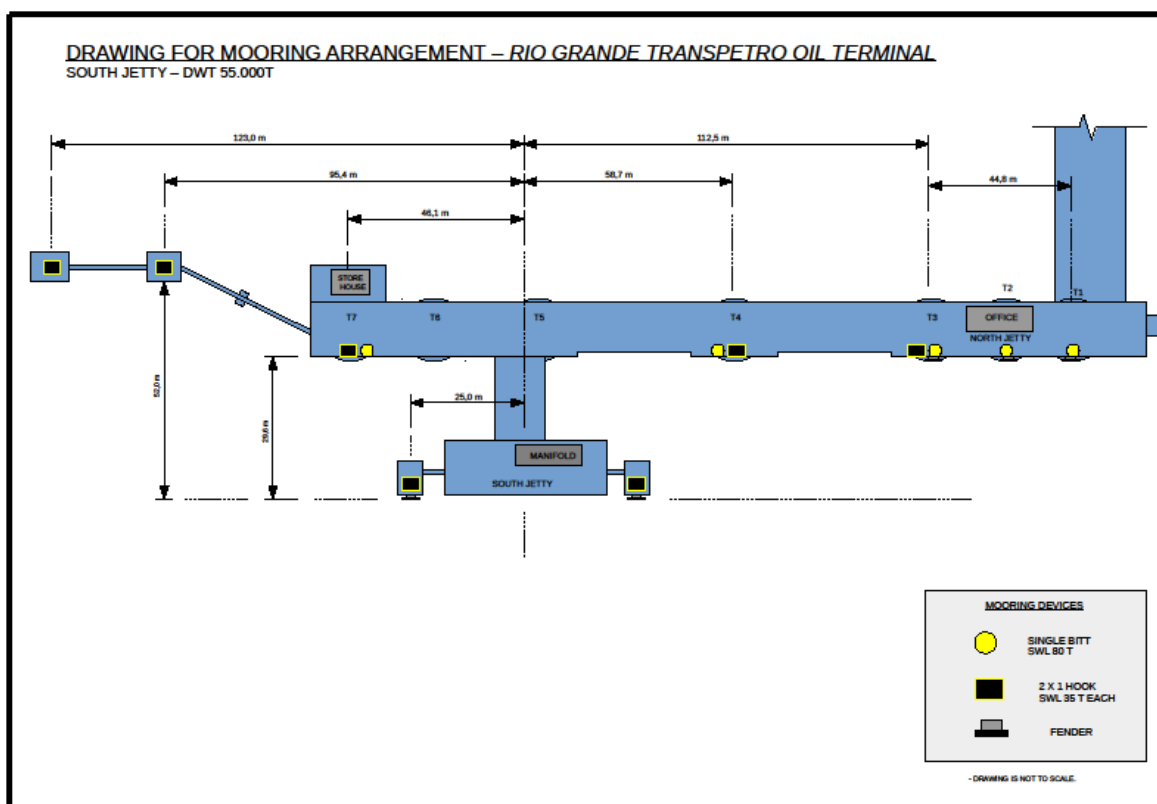 DRAWING FOR MOORING ARRANGEMENT – RIO GRANDE TRANSPETRO OIL TERMINAL
SOUTH JETTY – DWT 55.000T
123,0 m
112,5 m
95,4 m
58,7 m
44,8 m
46,1 m
STORE
HOUSE
T2
T1
T7
T6
T5
T4
T3
OFFICE
NORTH JETTY
52,0 m
29,6 m
25,0 m
MANIFOLD
SOUTH JETTY
MOORING DEVICES
SINGLE BITT
SWL 80 T
2 X 1 HOOK
SWL 35 T EACH
FENDER
- DRAWING IS NOT TO SCALE.